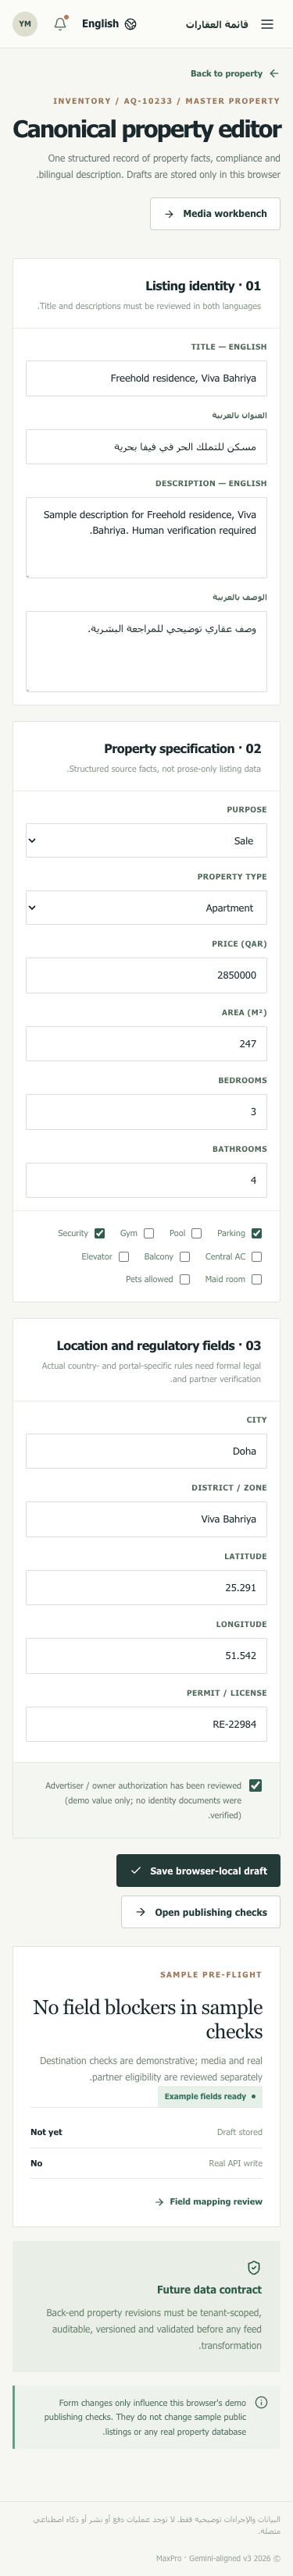 قائمة العقارات
English
YM
Back to property
INVENTORY / AQ-10233 / MASTER PROPERTY
Canonical property editor
One structured record of property facts, compliance and
bilingual description. Drafts are stored only in this browser.
Media workbench
01 · Listing identity
Title and descriptions must be reviewed in both languages.
TITLE — ENGLISH
Freehold residence, Viva Bahriya
العنوان بالعربية
مسكن للتملك الحر في فيفا بحرية
DESCRIPTION — ENGLISH
Sample description for Freehold residence, Viva
Bahriya. Human verification required.
الوصف بالعربية
وصف عقاري توضيحي للمراجعة البشرية.
02 · Property specification
Structured source facts, not prose-only listing data.
PURPOSE
Sale
PROPERTY TYPE
Apartment
PRICE (QAR)
2850000
AREA (M²)
247
BEDROOMS
3
BATHROOMS
4
Parking
Pool
Gym
Security
Central AC
Balcony
Elevator
Maid room
Pets allowed
03 · Location and regulatory fields
Actual country- and portal-specific rules need formal legal
and partner verification.
CITY
Doha
DISTRICT / ZONE
Viva Bahriya
LATITUDE
25.291
LONGITUDE
51.542
PERMIT / LICENSE
RE-22984
Advertiser / owner authorization has been reviewed
(demo value only; no identity documents were
verified).
Save browser-local draft
Open publishing checks
SAMPLE PRE-FLIGHT
No field blockers in sample
checks
Destination checks are demonstrative; media and real
partner eligibility are reviewed separately.
Example fields ready
Draft stored
Not yet
Real API write
No
Field mapping review
Future data contract
Back-end property revisions must be tenant-scoped,
auditable, versioned and validated before any feed
transformation.
Form changes only influence this browser's demo
publishing checks. They do not change sample public
listings or any real property database.
البيانات والإجراءات توضيحية فقط. لا توجد عمليات دفع أو نشر أو ذكاء اصطناعي
متصلة.
© 2026 MaxPro · Gemini-aligned v3